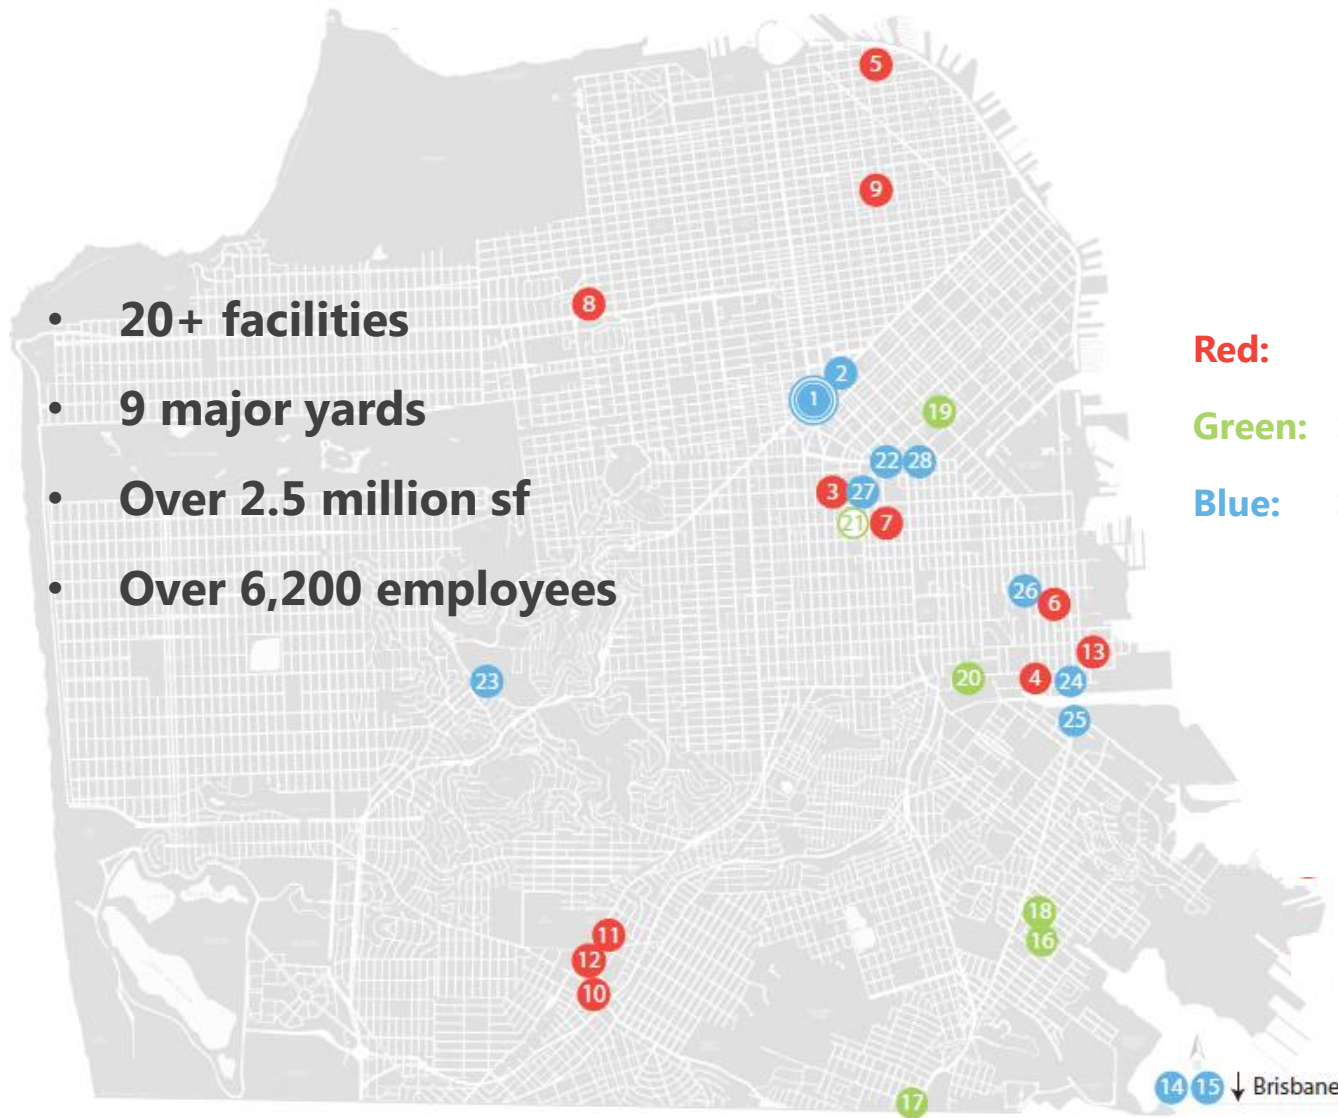 5
9
8
• 20+ facilities
Red:
2
1
• 9 major yards
19
Green:
22 28
• Over 2.5 million sf
3 27
Blue:
21 7
• Over 6,200 employees
26
6
13
23
20 4 24
25
18
11
16
12
10
14 15 ↓ Brisbane
17